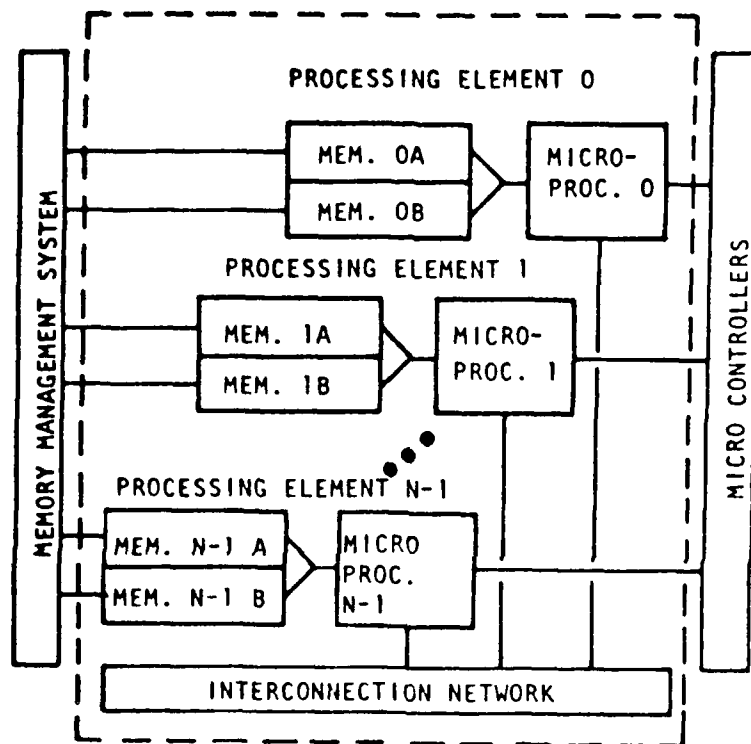 PROCESSING ELEMENT 0
MEM. 0A
MEM. 0B
MICRO-
PROC. 0
PROCESSING ELEMENT 1
MEM. 1A
MEM. 1B
MICRO-
PROC. 1
PROCESSING ELEMENT N-1
MEM. N-1 A
MEM. N-1 B
MICRO
PROC.
N-1
INTERCONNECTION NETWORK
MEMORY MANAGEMENT SYSTEM
MICRO CONTROLLERS